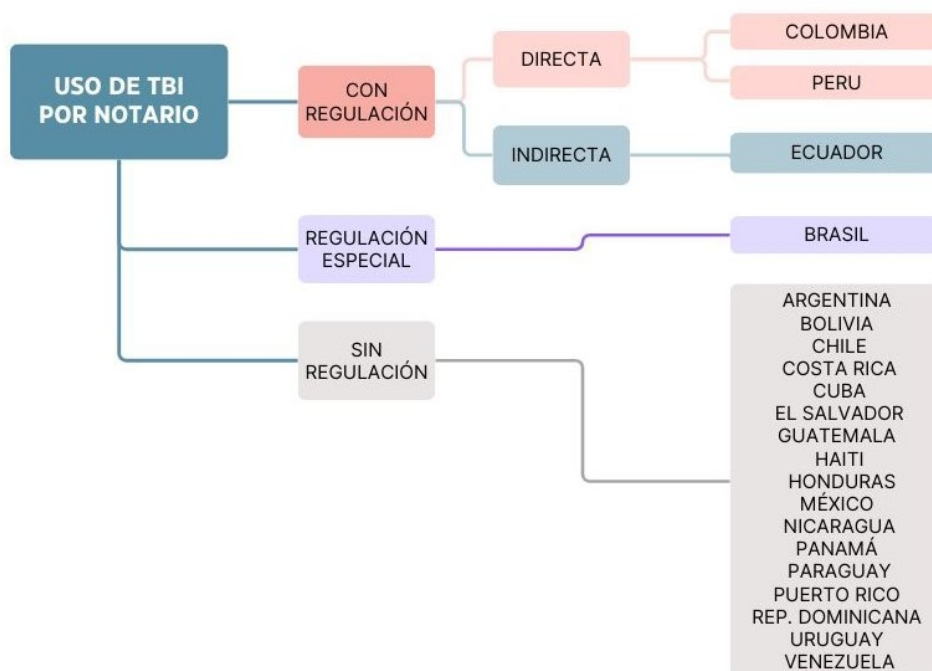 USO DE TBI
POR NOTARIO
CON
REGULACIÓN
DIRECTA
COLOMBIA
PERU
INDIRECTA
ECUADOR
REGULACIÓN
ESPECIAL
BRASIL
SIN
REGULACIÓN
ARGENTINA
BOLIVIA
CHILE
COSTA RICA
CUBA
EL SALVADOR
GUATEMALA
HAITI
HONDURAS
MÉXICO
NICARAGUA
PANAMÁ
PARAGUAY
PUERTO RICO
REP. DOMINICANA
URUGUAY
VENEZUELA